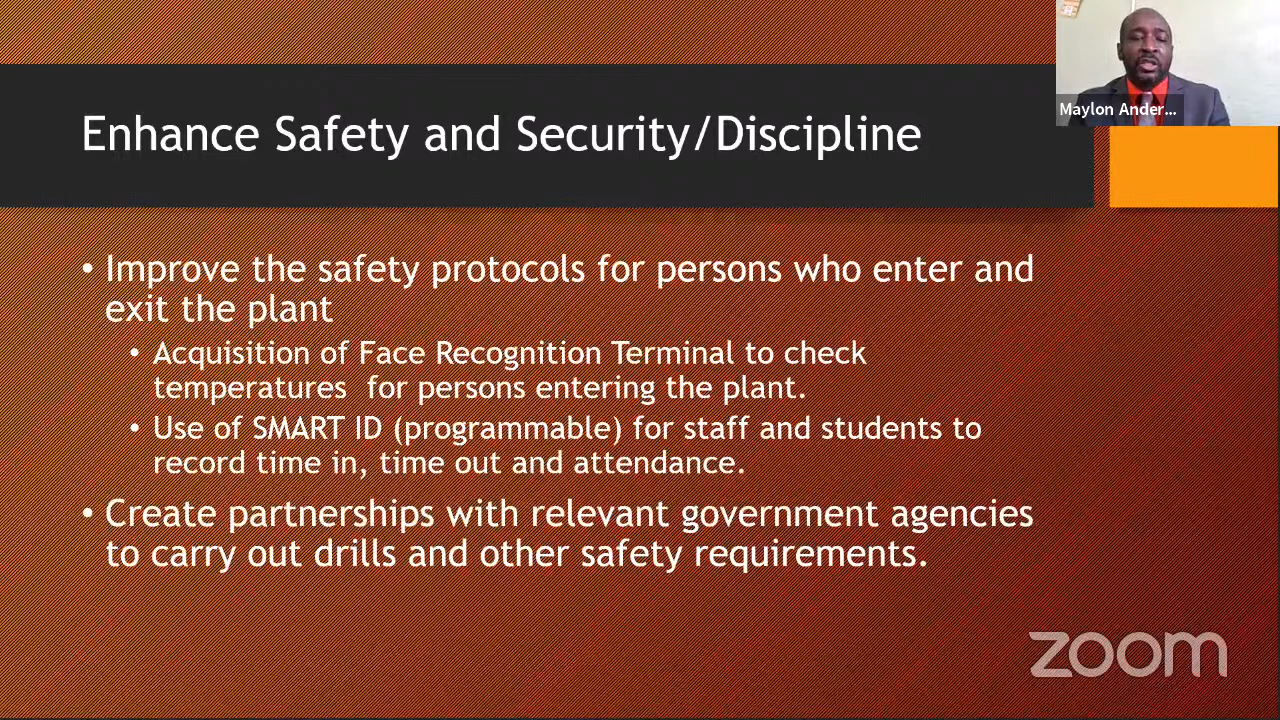 Maylon Ander...
Enhance Safety and Security/Discipline
• Improve the safety protocols for persons who enter and
exit the plant
• Acquisition of Face Recognition Terminal to check
temperatures for persons entering the plant.
• Use of SMART ID (programmable) for staff and students to
record time in, time out and attendance.
• Create partnerships with relevant government agencies
to carry out drills and other safety requirements.
zoom